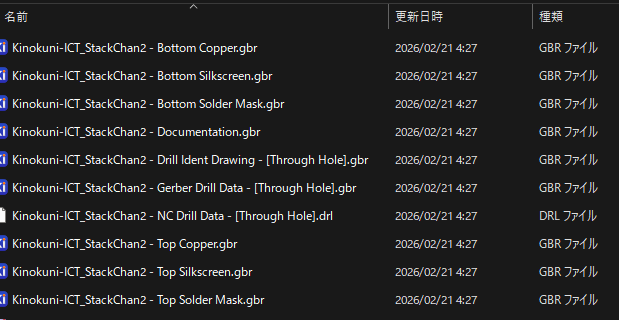 名前 更新日時 種類
Kinokuni-ICT_StackChan2 - Bottom Copper.gbr 2026/02/21 4:27 GBR ファイル
Kinokuni-ICT_StackChan2 - Bottom Silkscreen.gbr 2026/02/21 4:27 GBR ファイル
Kinokuni-ICT_StackChan2 - Bottom Solder Mask.gbr 2026/02/21 4:27 GBR ファイル
Kinokuni-ICT_StackChan2 - Documentation.gbr 2026/02/21 4:27 GBR ファイル
Kinokuni-ICT_StackChan2 - Drill Ident Drawing - [Through Hole].gbr 2026/02/21 4:27 GBR ファイル
Kinokuni-ICT_StackChan2 - Gerber Drill Data - [Through Hole].gbr 2026/02/21 4:27 GBR ファイル
Kinokuni-ICT_StackChan2 - NC Drill Data - [Through Hole].drl 2026/02/21 4:27 DRL ファイル
Kinokuni-ICT_StackChan2 - Top Copper.gbr 2026/02/21 4:27 GBR ファイル
Kinokuni-ICT_StackChan2 - Top Silkscreen.gbr 2026/02/21 4:27 GBR ファイル
Kinokuni-ICT_StackChan2 - Top Solder Mask.gbr 2026/02/21 4:27 GBR ファイル